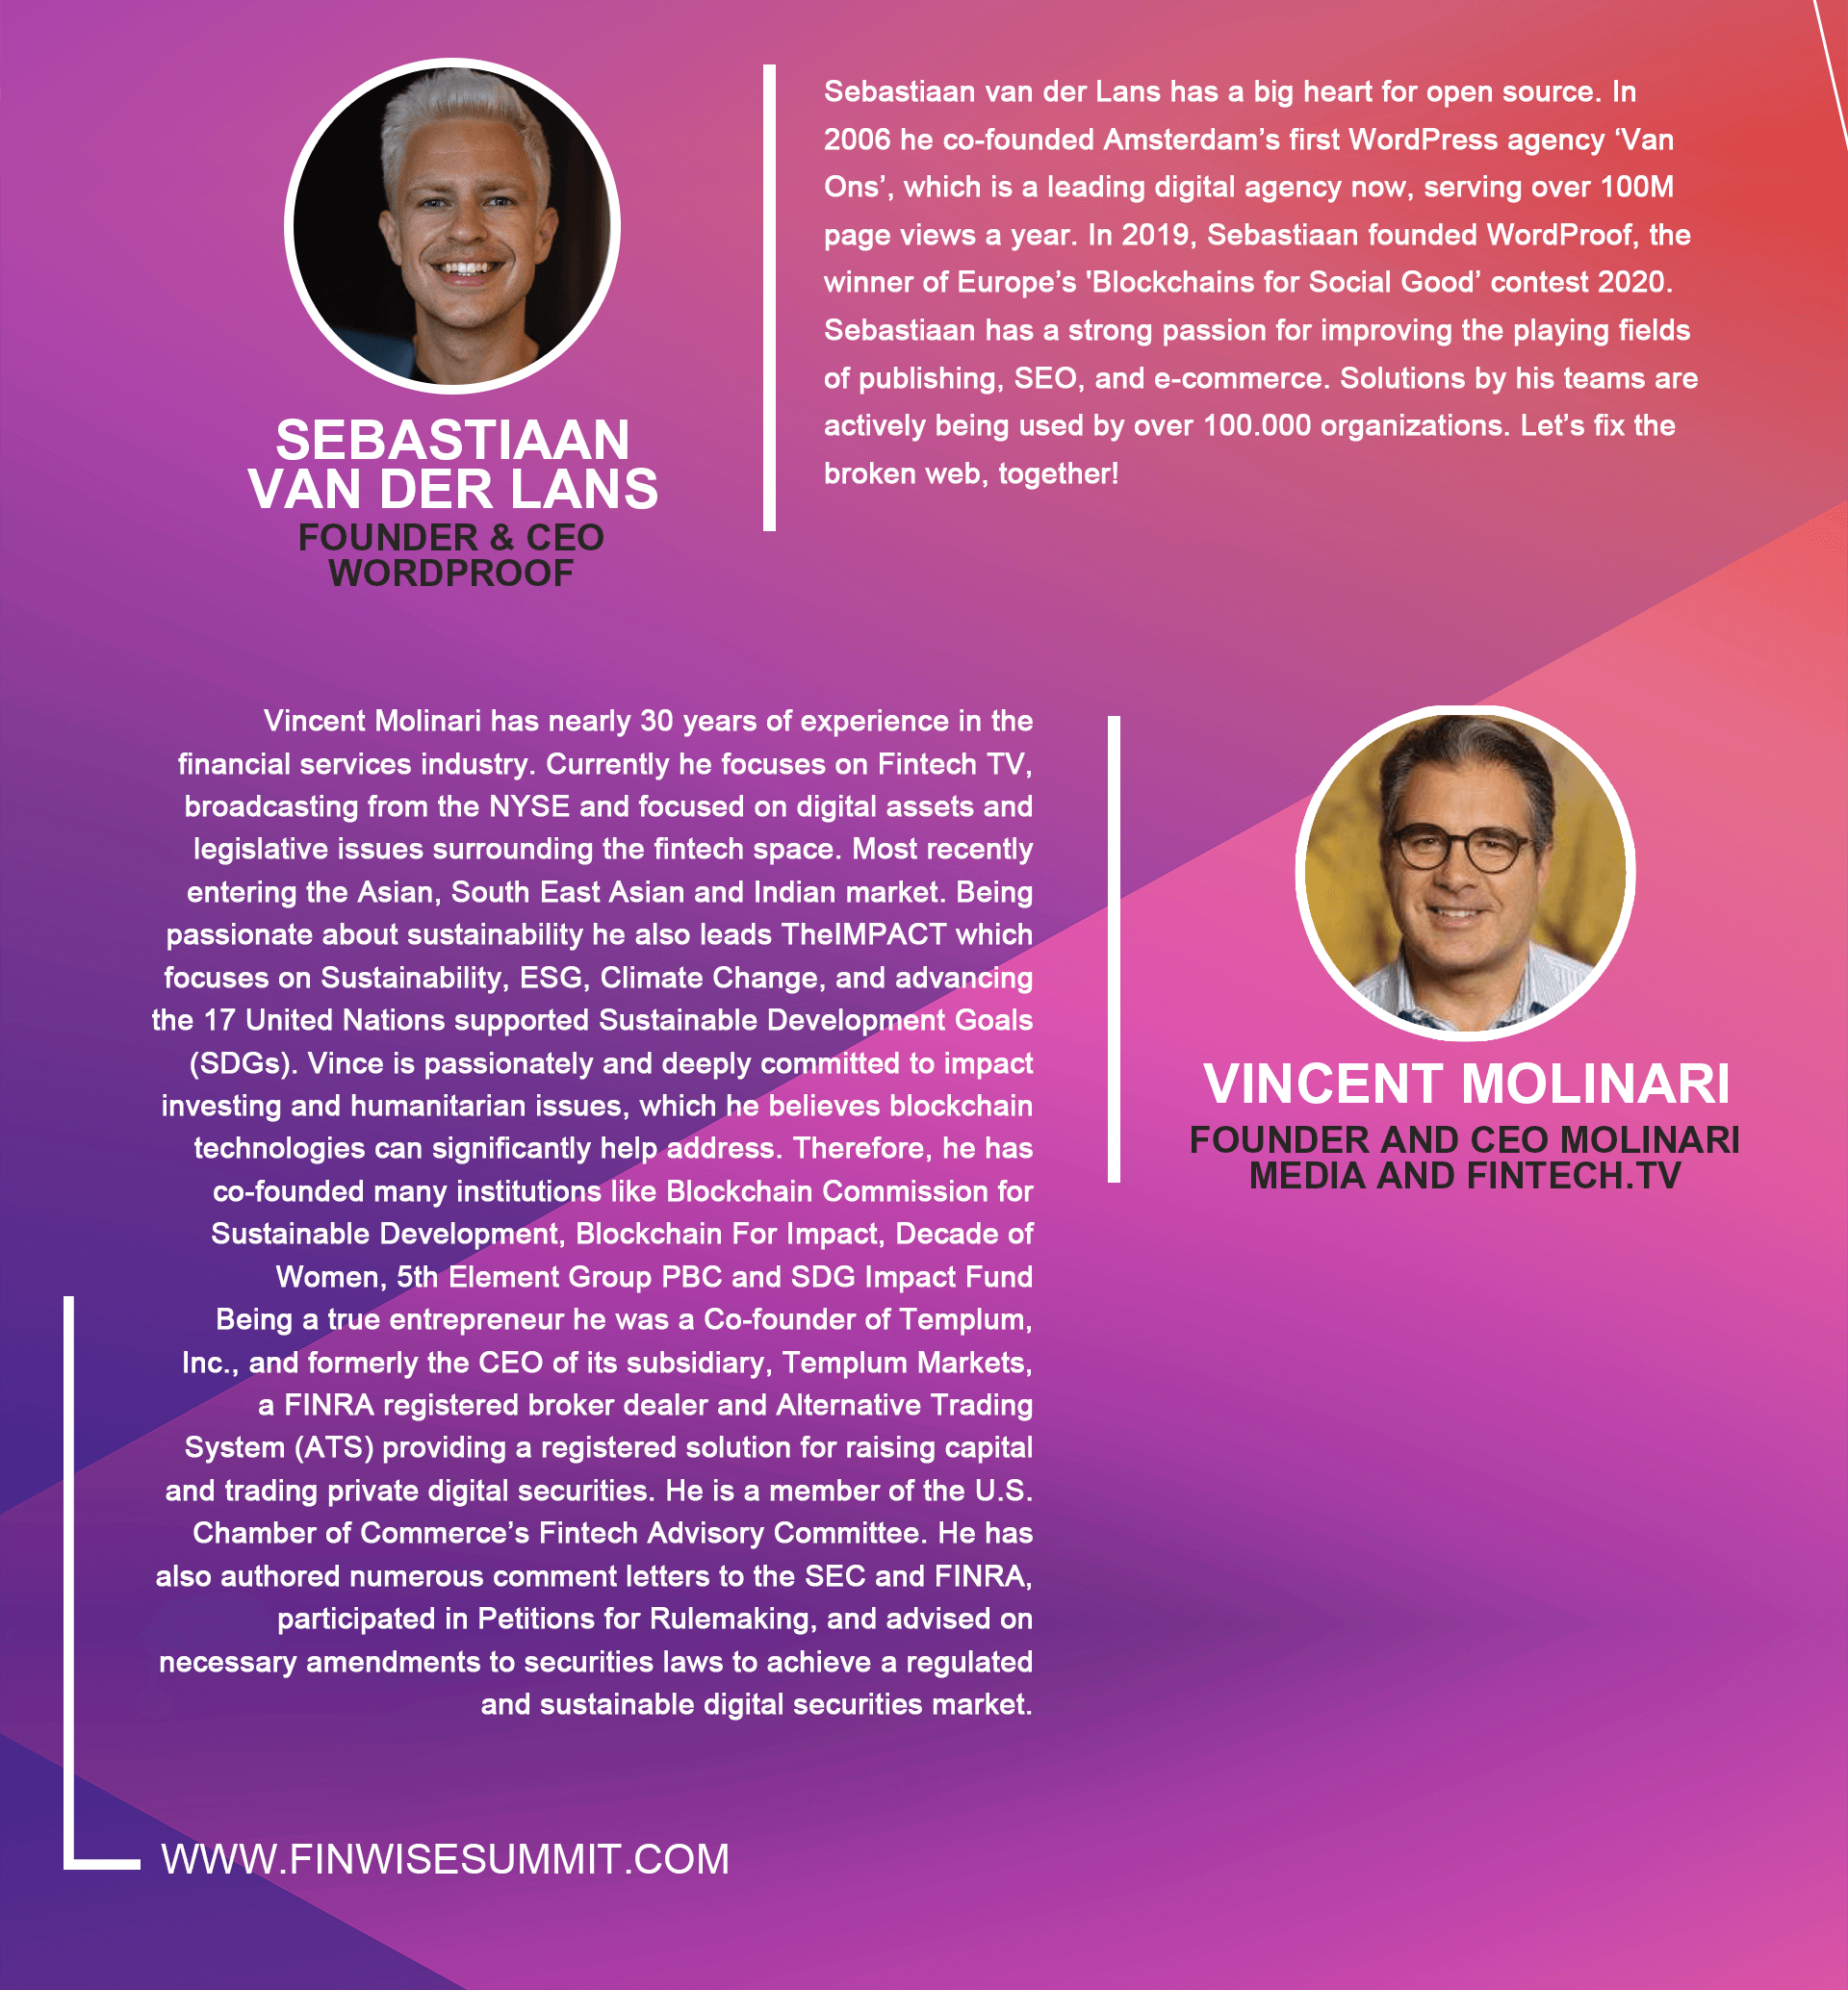 SEBASTIAAN
VAN DER LANS
FOUNDER & CEO
WORDPROOF
Sebastiaan van der Lans has a big heart for open source. In
2006 he co-founded Amsterdam’s first WordPress agency ‘Van
Ons’, which is a leading digital agency now, serving over 100M
page views a year. In 2019, Sebastiaan founded WordProof, the
winner of Europe’s 'Blockchains for Social Good’ contest 2020.
Sebastiaan has a strong passion for improving the playing fields
of publishing, SEO, and e-commerce. Solutions by his teams are
actively being used by over 100.000 organizations. Let’s fix the
broken web, together!
Vincent Molinari has nearly 30 years of experience in the
financial services industry. Currently he focuses on Fintech TV,
broadcasting from the NYSE and focused on digital assets and
legislative issues surrounding the fintech space. Most recently
entering the Asian, South East Asian and Indian market. Being
passionate about sustainability he also leads TheIMPACT which
focuses on Sustainability, ESG, Climate Change, and advancing
the 17 United Nations supported Sustainable Development Goals
(SDGs). Vince is passionately and deeply committed to impact
investing and humanitarian issues, which he believes blockchain
technologies can significantly help address. Therefore, he has
co-founded many institutions like Blockchain Commission for
Sustainable Development, Blockchain For Impact, Decade of
Women, 5th Element Group PBC and SDG Impact Fund
Being a true entrepreneur he was a Co-founder of Templum,
Inc., and formerly the CEO of its subsidiary, Templum Markets,
a FINRA registered broker dealer and Alternative Trading
System (ATS) providing a registered solution for raising capital
and trading private digital securities. He is a member of the U.S.
Chamber of Commerce’s Fintech Advisory Committee. He has
also authored numerous comment letters to the SEC and FINRA,
participated in Petitions for Rulemaking, and advised on
necessary amendments to securities laws to achieve a regulated
and sustainable digital securities market.
VINCENT MOLINARI
FOUNDER AND CEO MOLINARI
MEDIA AND FINTECH.TV
WWW.FINWISESUMMIT.COM